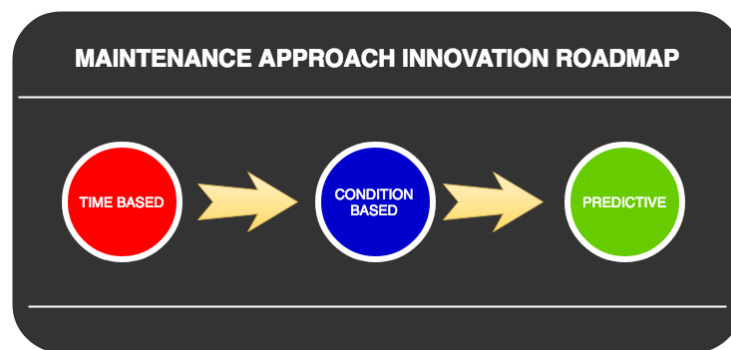 MAINTENANCE APPROACH INNOVATION ROADMAP
TIME BASED
CONDITION
BASED
PREDICTIVE